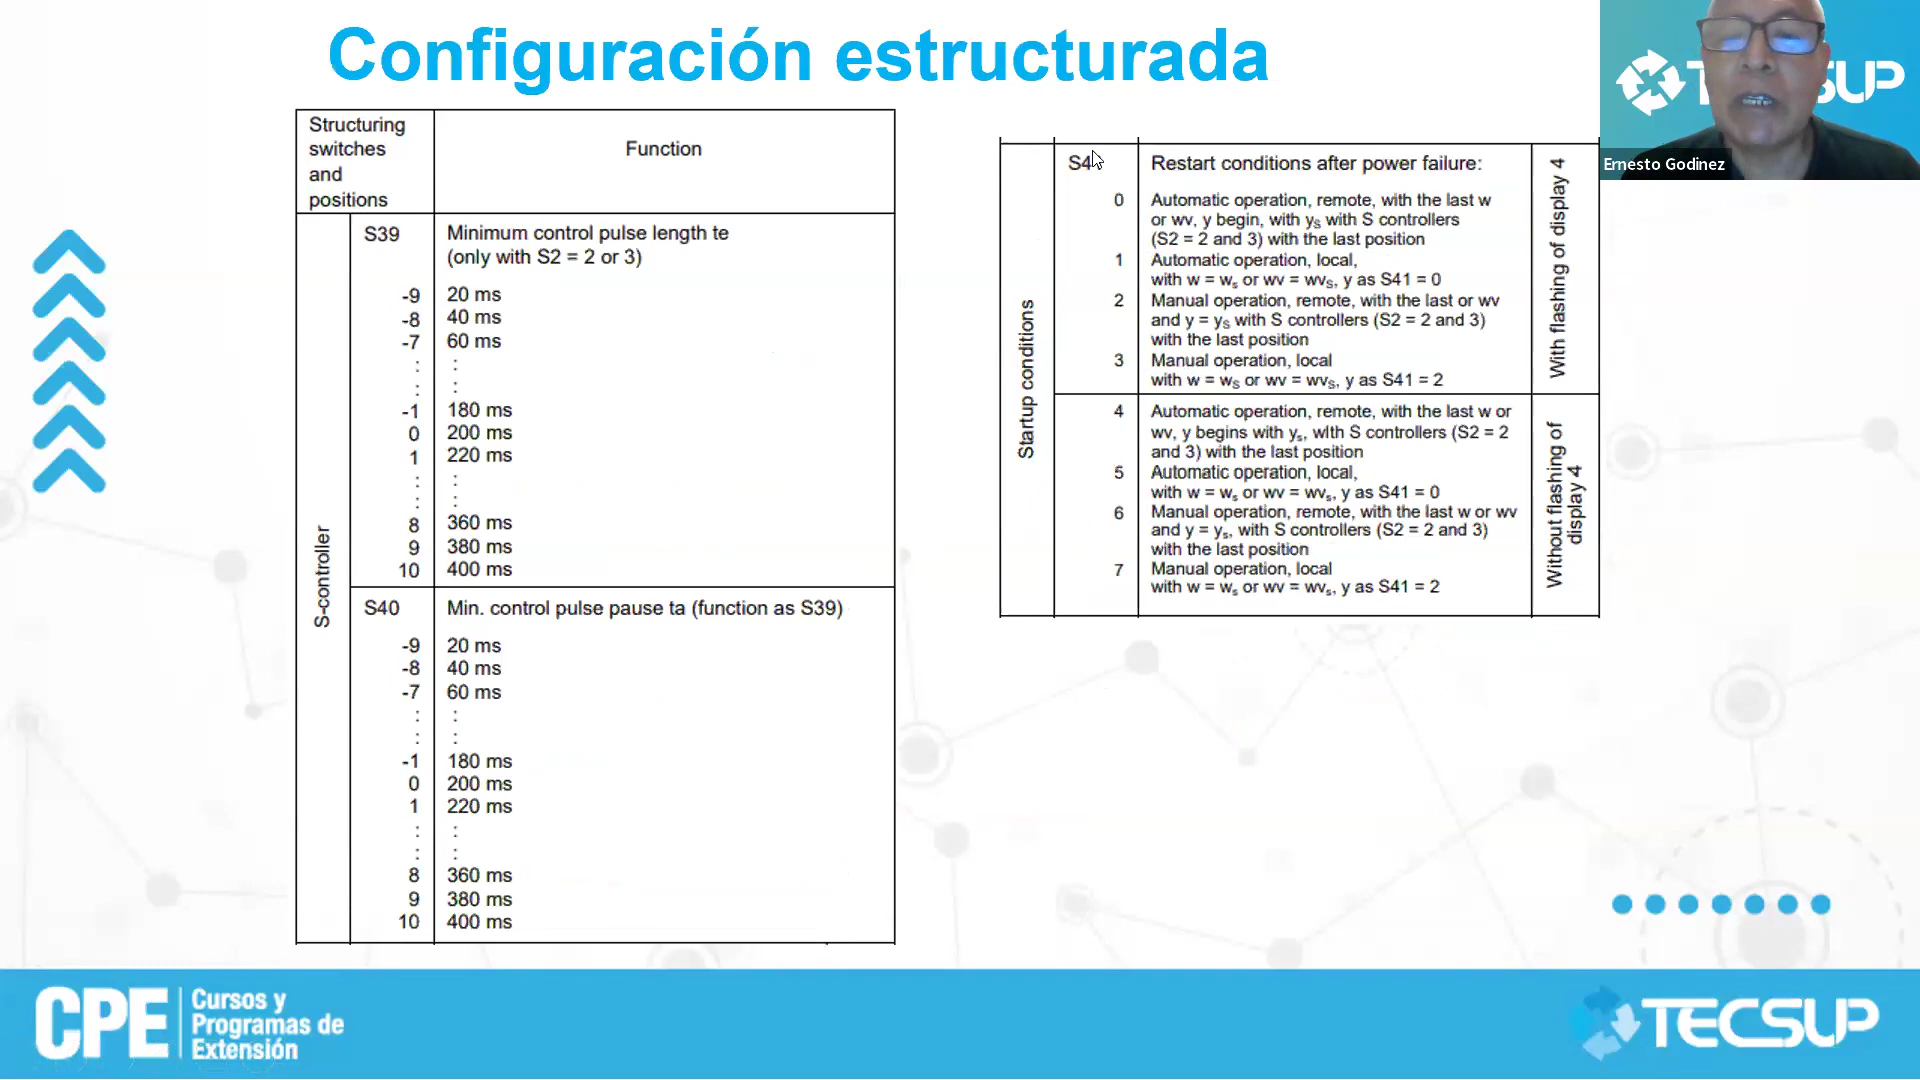 Configuración estructurada
TECSUP
Ernesto Godinez
Structuring
switches
and
positions
Function
S-controller
S39
Minimum control pulse length te
(only with S2 = 2 or 3)
-9 20 ms
-8 40 ms
-7 60 ms
: :
: :
-1 180 ms
0 200 ms
1 220 ms
: :
: :
8 360 ms
9 380 ms
10 400 ms
S40 Min. control pulse pause ta (function as S39)
-9 20 ms
-8 40 ms
-7 60 ms
: :
: :
-1 180 ms
0 200 ms
1 220 ms
: :
: :
8 360 ms
9 380 ms
10 400 ms
Startup conditions
Restart conditions after power failure:
0 Automatic operation, remote, with the last w
or wv, y begin, with yS with S controllers
(S2 = 2 and 3) with the last position
1 Automatic operation, local,
with w = ws or wv = wvS, y as S41 = 0
2 Manual operation, remote, with the last or wv
and y = yS with S controllers (S2 = 2 and 3)
with the last position
3 Manual operation, local
with w = wS or wv = wvS, y as S41 = 2
With flashing of display 4
4 Automatic operation, remote, with the last w or
wv, y begins with ys, with S controllers (S2 = 2
and 3) with the last position
5 Automatic operation, local,
with w = ws or wv = wvs, y as S41 = 0
6 Manual operation, remote, with the last w or wv
and y = ys, with S controllers (S2 = 2 and 3)
with the last position
7 Manual operation, local
with w = ws or wv = wvs, y as S41 = 2
Without flashing of
display 4
CPE
Cursos y
Programas de
Extensión
TECSUP